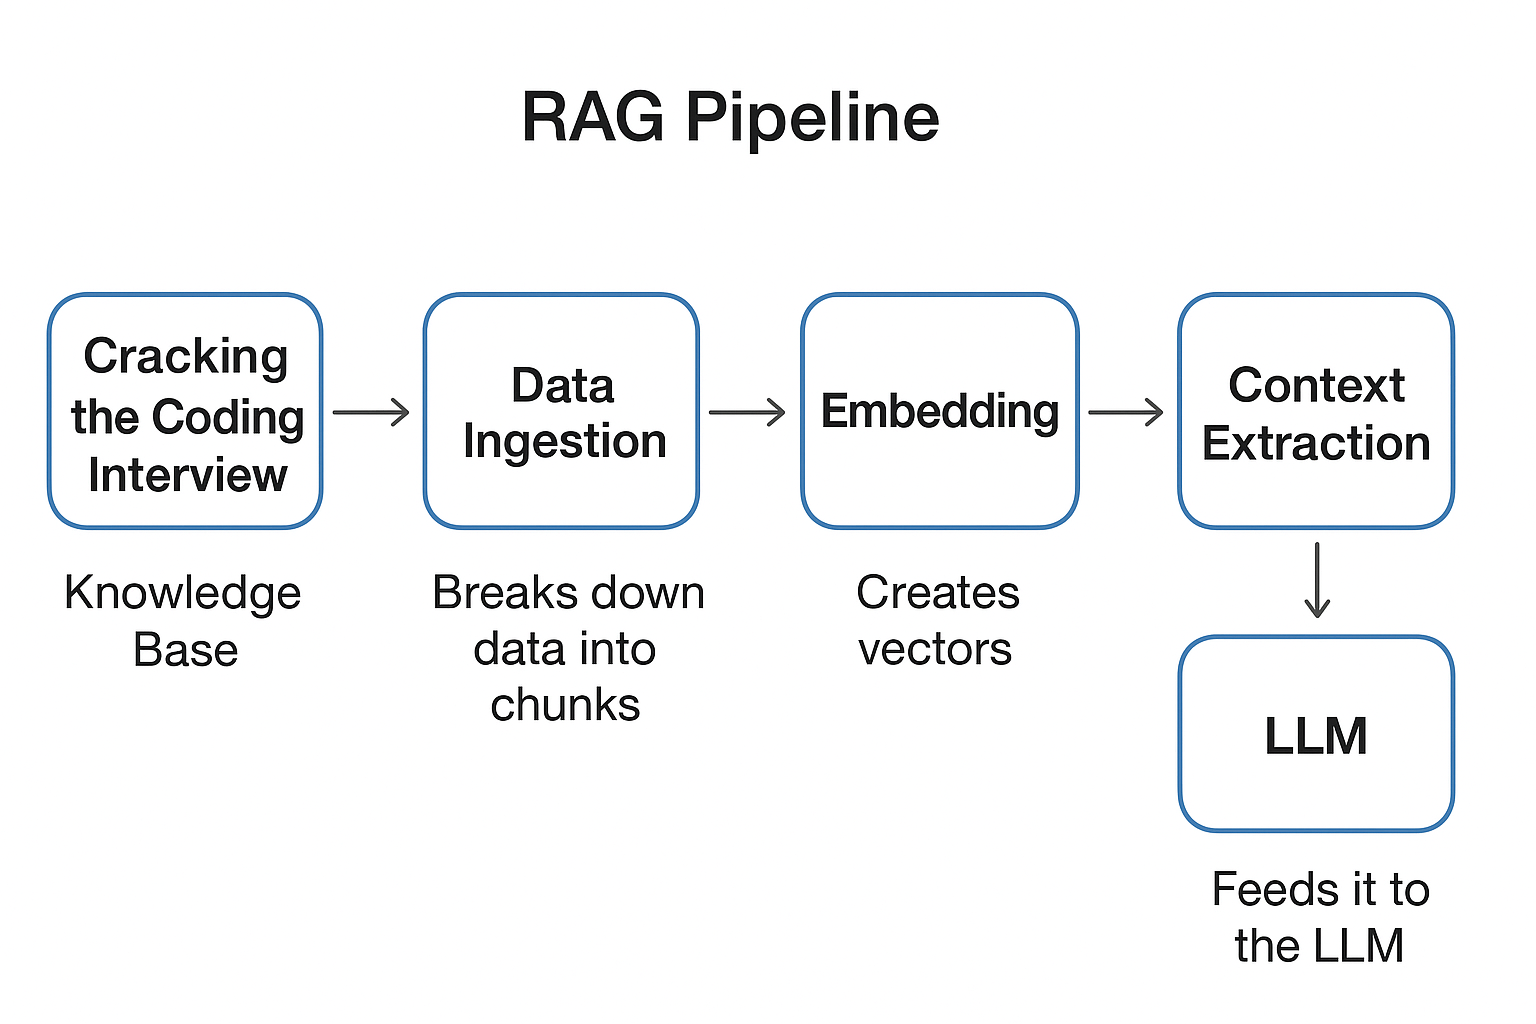 RAG Pipeline
Cracking
the Coding
Interview
Knowledge
Base
Data
Ingestion
Breaks down
data into
chunks
Embedding
Creates
vectors
Context
Extraction
LLM
Feeds it to
the LLM